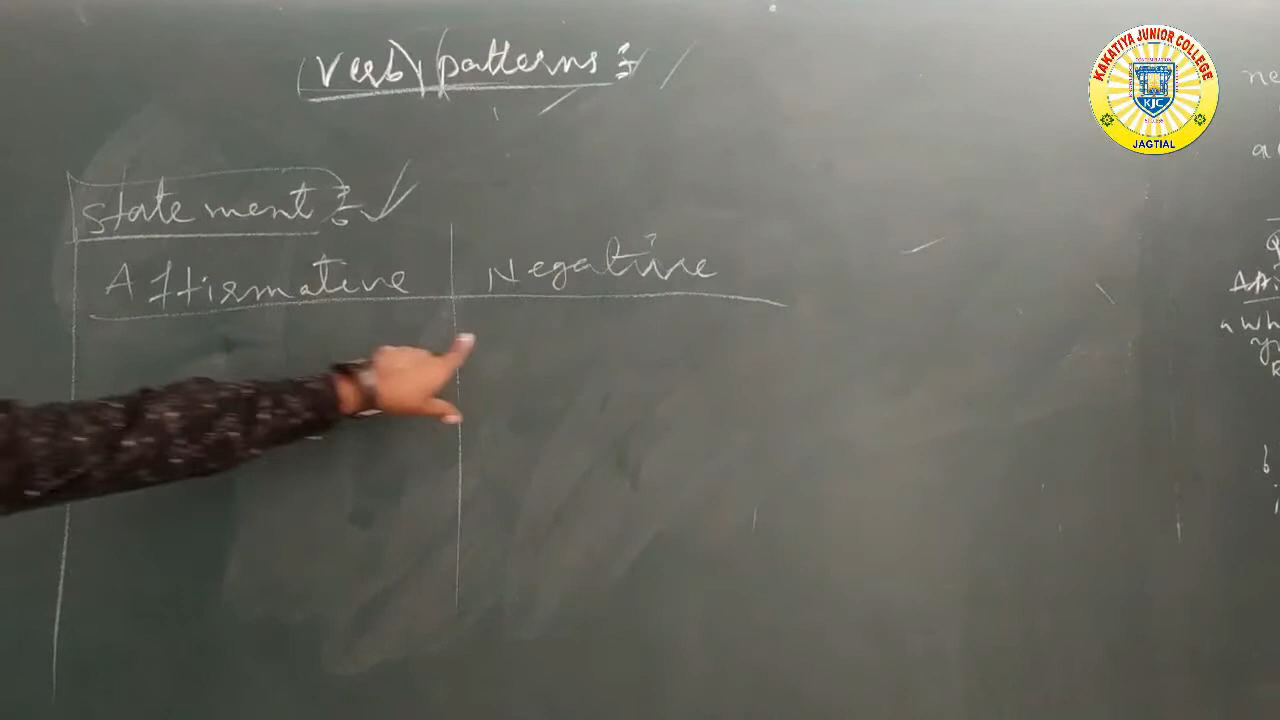 Verb patterns :
statement :
Affirmative Negative
KAKATIYA JUNIOR COLLEGE
KJC
JAGTIAL